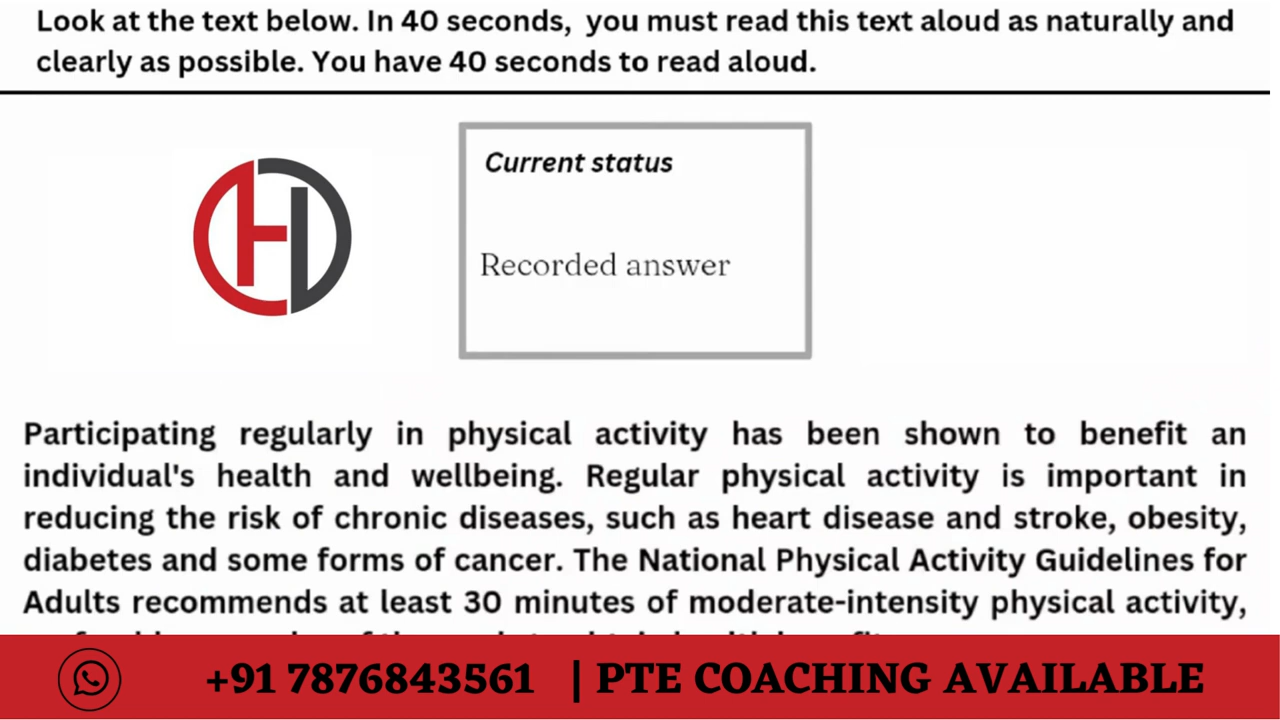 Look at the text below. In 40 seconds, you must read this text aloud as naturally and
clearly as possible. You have 40 seconds to read aloud.
Current status
Recorded answer
Participating regularly in physical activity has been shown to benefit an
individual's health and wellbeing. Regular physical activity is important in
reducing the risk of chronic diseases, such as heart disease and stroke, obesity,
diabetes and some forms of cancer. The National Physical Activity Guidelines for
Adults recommends at least 30 minutes of moderate-intensity physical activity,
+91 7876843561 | PTE COACHING AVAILABLE